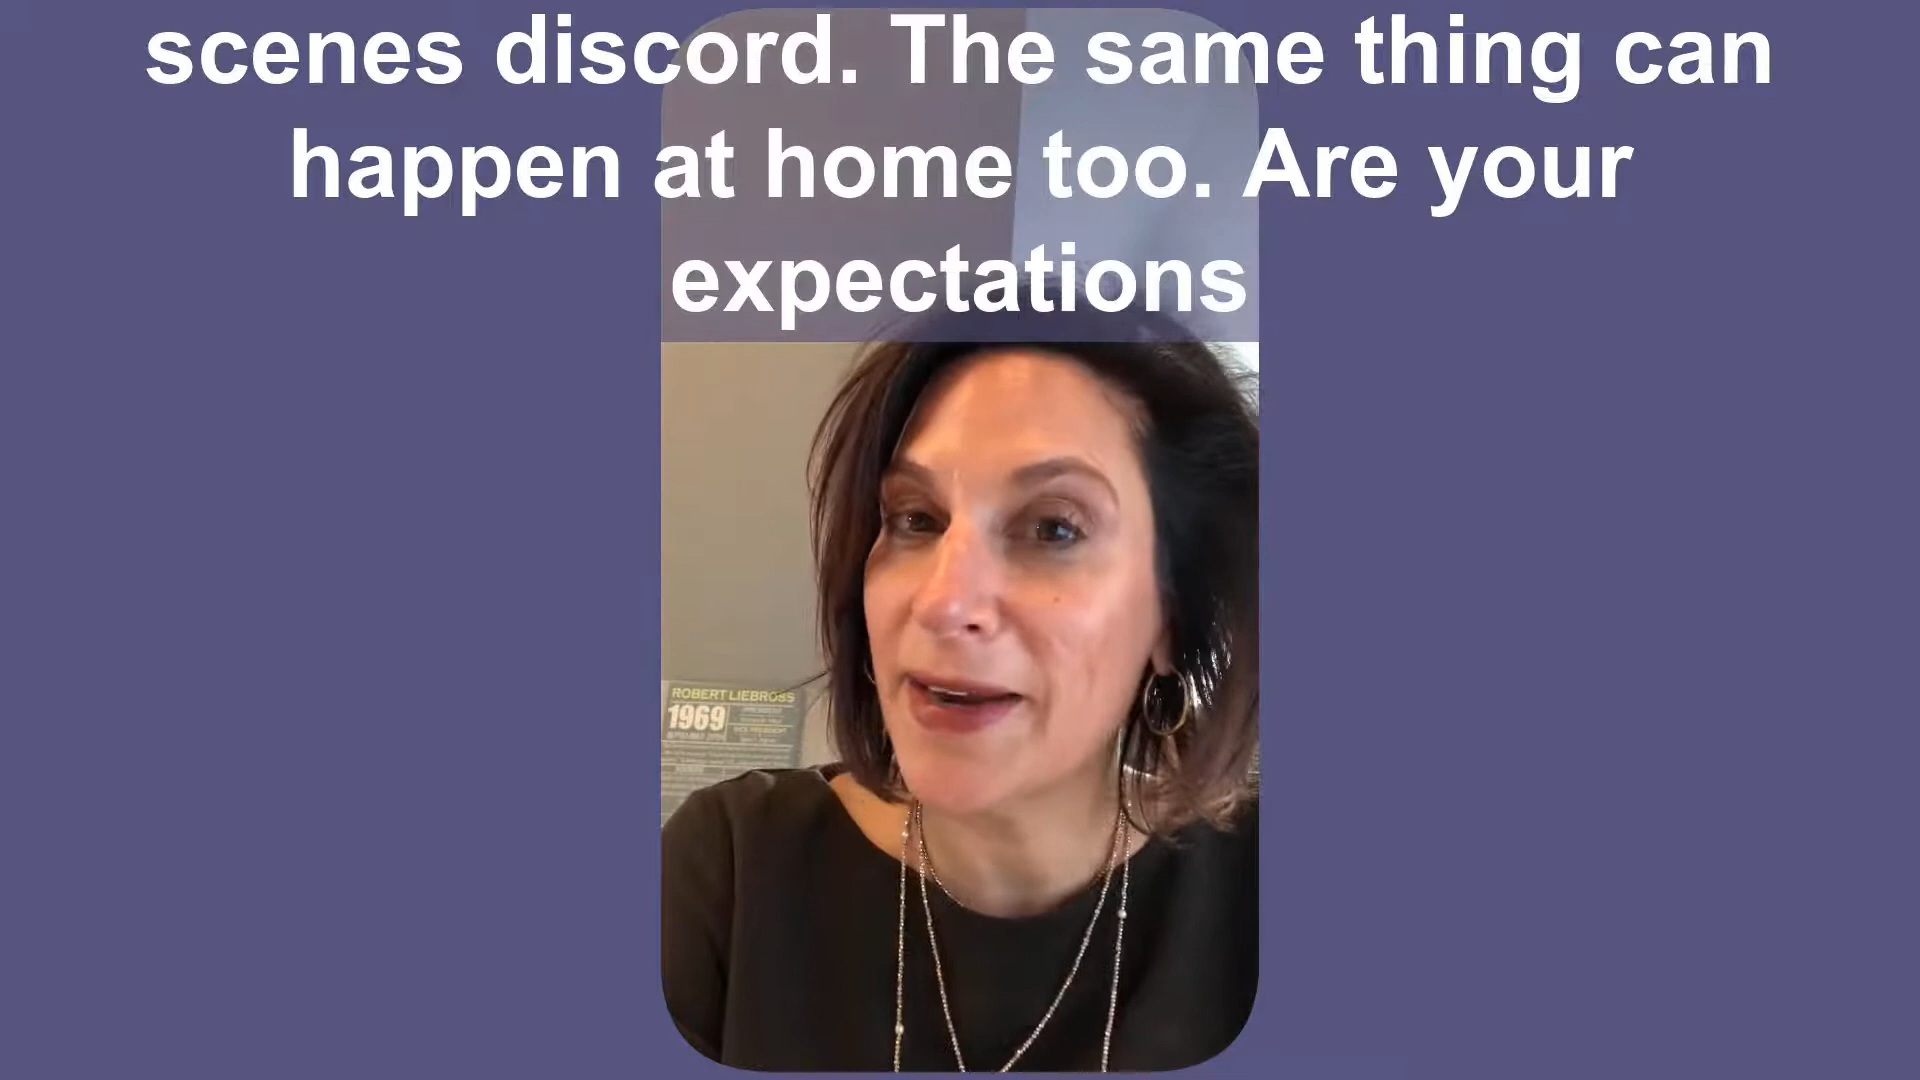 scenes discord. The same thing can
happen at home too. Are your
expectations
ROBERT LIEBROSS
1969